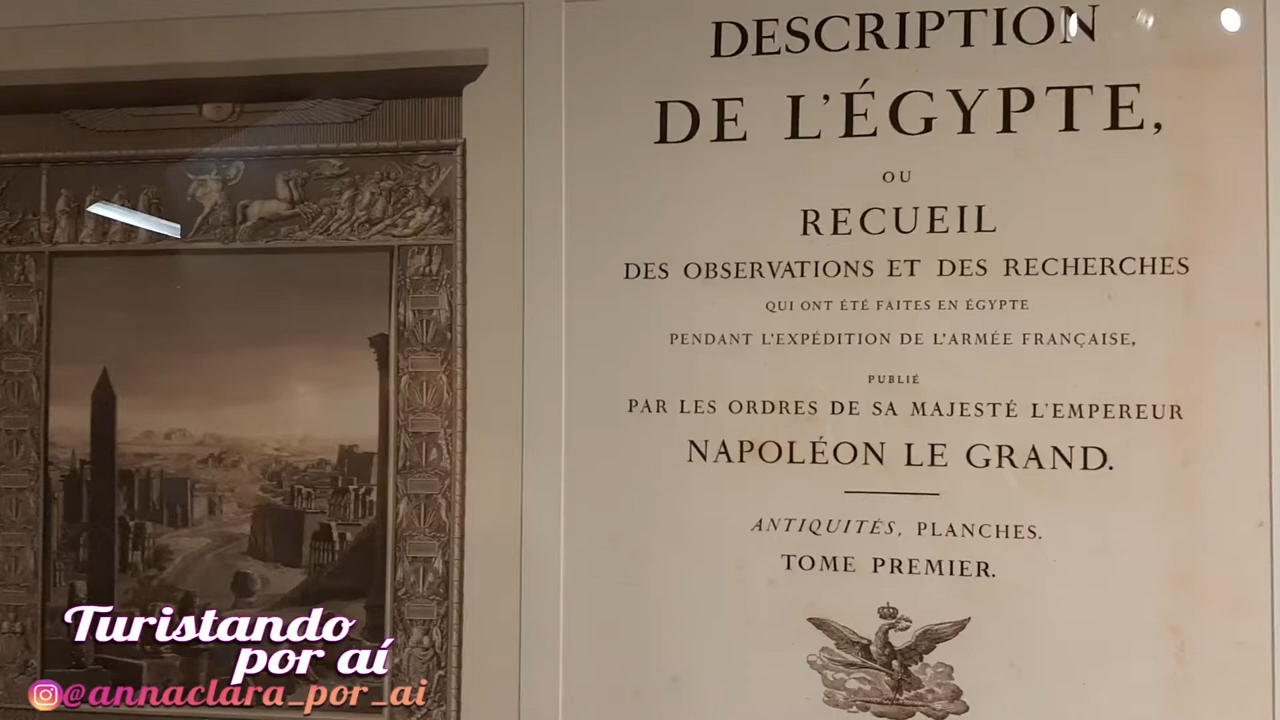 DESCRIPTION
DE L'ÉGYPTE,
OU
RECUEIL
DES OBSERVATIONS ET DES RECHERCHES
QUI ONT ÉTÉ FAITES EN ÉGYPTE
PENDANT L'EXPÉDITION DE L'ARMÉE FRANÇAISE,
PUBLIÉ
PAR LES ORDRES DE SA MAJESTÉ L'EMPEREUR
NAPOLÉON LE GRAND.
ANTIQUITÉS, PLANCHES.
TOME PREMIER.
Turistando
por aí
@annaclara_por_ai